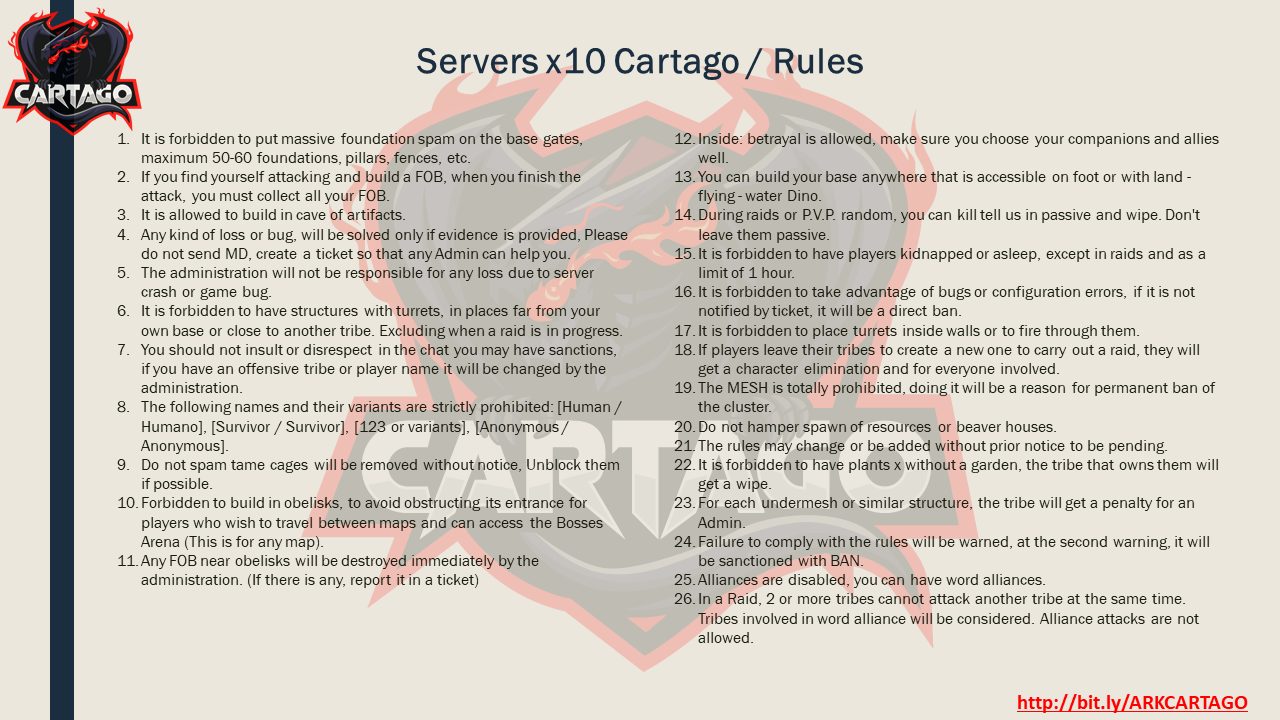 CARTAGO
Servers x10 Cartago / Rules
1. It is forbidden to put massive foundation spam on the base gates,
maximum 50-60 foundations, pillars, fences, etc.
2. If you find yourself attacking and build a FOB, when you finish the
attack, you must collect all your FOB.
3. It is allowed to build in cave of artifacts.
4. Any kind of loss or bug, will be solved only if evidence is provided, Please
do not send MD, create a ticket so that any Admin can help you.
5. The administration will not be responsible for any loss due to server
crash or game bug.
6. It is forbidden to have structures with turrets, in places far from your
own base or close to another tribe. Excluding when a raid is in progress.
7. You should not insult or disrespect in the chat you may have sanctions,
if you have an offensive tribe or player name it will be changed by the
administration.
8. The following names and their variants are strictly prohibited: [Human /
Humano], [Survivor / Survivor], [123 or variants], [Anonymous /
Anonymous].
9. Do not spam tame cages will be removed without notice, Unblock them
if possible.
10. Forbidden to build in obelisks, to avoid obstructing its entrance for
players who wish to travel between maps and can access the Bosses
Arena (This is for any map).
11. Any FOB near obelisks will be destroyed immediately by the
administration. (If there is any, report it in a ticket)
12. Inside: betrayal is allowed, make sure you choose your companions and allies
well.
13. You can build your base anywhere that is accessible on foot or with land -
flying - water Dino.
14. During raids or P.V.P. random, you can kill tell us in passive and wipe. Don't
leave them passive.
15. It is forbidden to have players kidnapped or asleep, except in raids and as a
limit of 1 hour.
16. It is forbidden to take advantage of bugs or configuration errors, if it is not
notified by ticket, it will be a direct ban.
17. It is forbidden to place turrets inside walls or to fire through them.
18. If players leave their tribes to create a new one to carry out a raid, they will
get a character elimination and for everyone involved.
19. The MESH is totally prohibited, doing it will be a reason for permanent ban of
the cluster.
20. Do not hamper spawn of resources or beaver houses.
21. The rules may change or be added without prior notice to be pending.
22. It is forbidden to have plants x without a garden, the tribe that owns them will
get a wipe.
23. For each undermesh or similar structure, the tribe will get a penalty for an
Admin.
24. Failure to comply with the rules will be warned, at the second warning, it will
be sanctioned with BAN.
25. Alliances are disabled, you can have word alliances.
26. In a Raid, 2 or more tribes cannot attack another tribe at the same time.
Tribes involved in word alliance will be considered. Alliance attacks are not
allowed.
CARTAGO
http://bit.ly/ARKCARTAGO